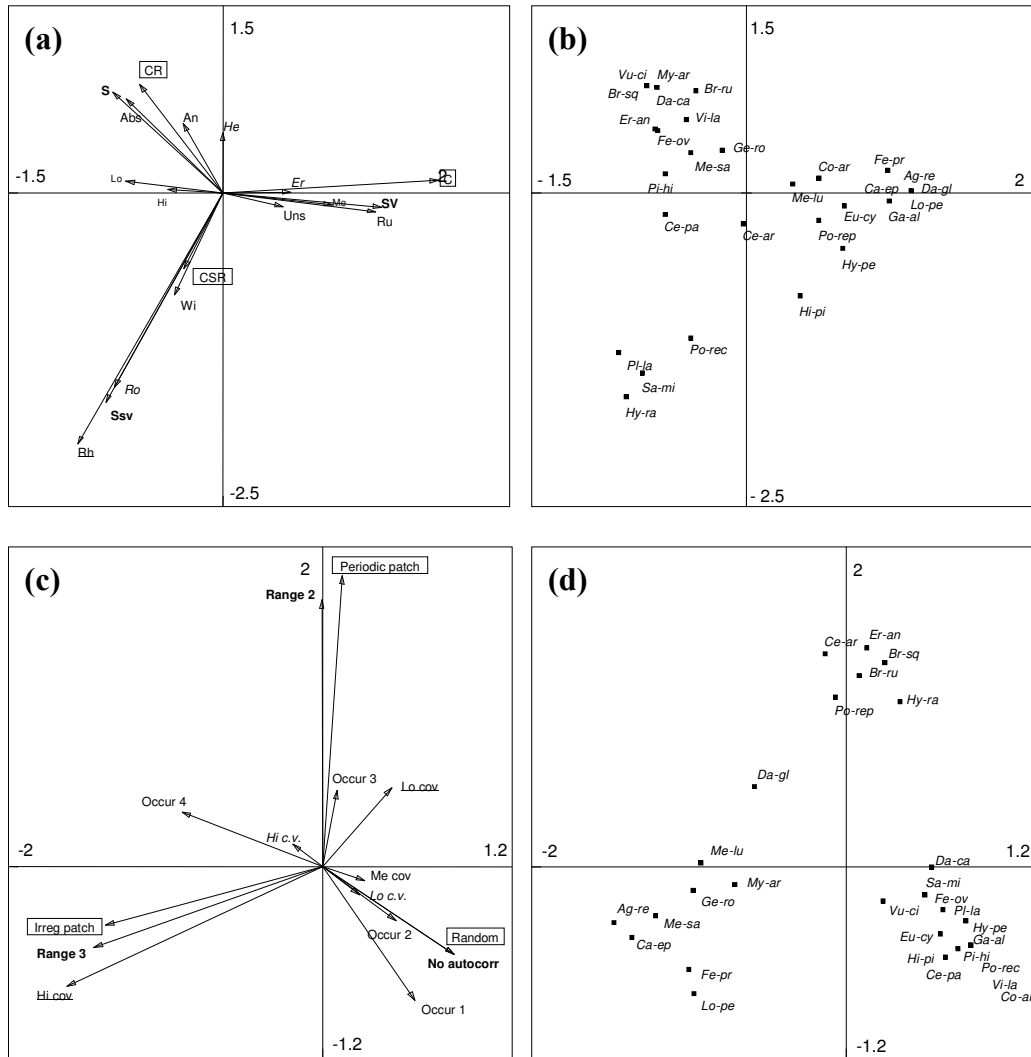 (a)
1.5
CR
S
Abs
An
He
Lo
Er
2
C
-1.5
Hi
Me
SV
Uns
Ru
CSR
Wi
Ro
Ssv
Rh
-2.5
(b)
1.5
Vu-ci
My-ar
Br-sq
Da-ca
Br-ru
Er-an
Vi-la
Fe-ov
Ge-ro
Me-sa
Co-ar
Fe-pr
-1.5
Pi-hi
Ag-re
2
Me-lu
Ca-ep
Da-gl
Lo-pe
Ce-pa
Ce-ar
Eu-cy
Ga-al
Po-rep
Hy-pe
Hi-pi
Po-rec
Pl-la
Sa-mi
Hy-ra
- 2.5
(c)
2
Periodic patch
Range 2
Occur 3
Lo cov
Occur 4
Hi c.v.
-2
1.2
Me cov
Lo c.v.
Irreg patch
Occur 2
Random
Range 3
No autocorr
Hi cov
Occur 1
-1.2
(d)
2
Ce-ar
Er-an
Br-sq
Br-ru
Po-rep
Hy-ra
Da-gl
-2
Me-lu
Da-ca
1.2
My-ar
Sa-mi
Ge-ro
Fe-ov
Vu-ci
Pl-la
Ag-re
Me-sa
Hy-pe
Ca-ep
Eu-cy
Ga-al
Hi-pi
Pi-hi
Fe-pr
Ce-pa
Po-rec
Lo-pe
Vi-la
Co-ar
-1.2